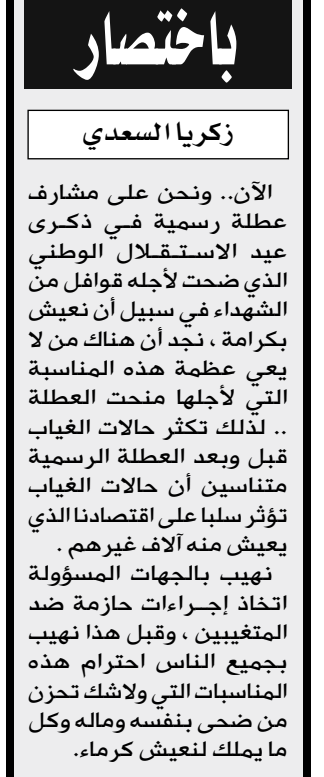 باختصار
زكريا السعدي
الآن.. ونحن على مشارف
عطلة رسمية في ذكرى
عيد الاستقلال الوطني
الذي ضحت لأجله قوافل من
الشهداء في سبيل أن نعيش
بكرامة ، نجد أن هناك من لا
يعي عظمة هذه المناسبة
التي لأجلها منحت العطلة
.. لذلك تكثر حالات الغياب
قبل وبعد العطلة الرسمية
متناسين أن حالات الغياب
تؤثر سلبا على اقتصادنا الذي
يعيش منه آلاف غيرهم .
نهيب بالجهات المسؤولة
اتخاذ إجراءات حازمة ضد
المتغيبين ، وقبل هذا نهيب
بجميع الناس احترام هذه
المناسبات التي ولاشك تحزن
من ضحى بنفسه وماله وكل
ما يملك لنعيش كرماء.